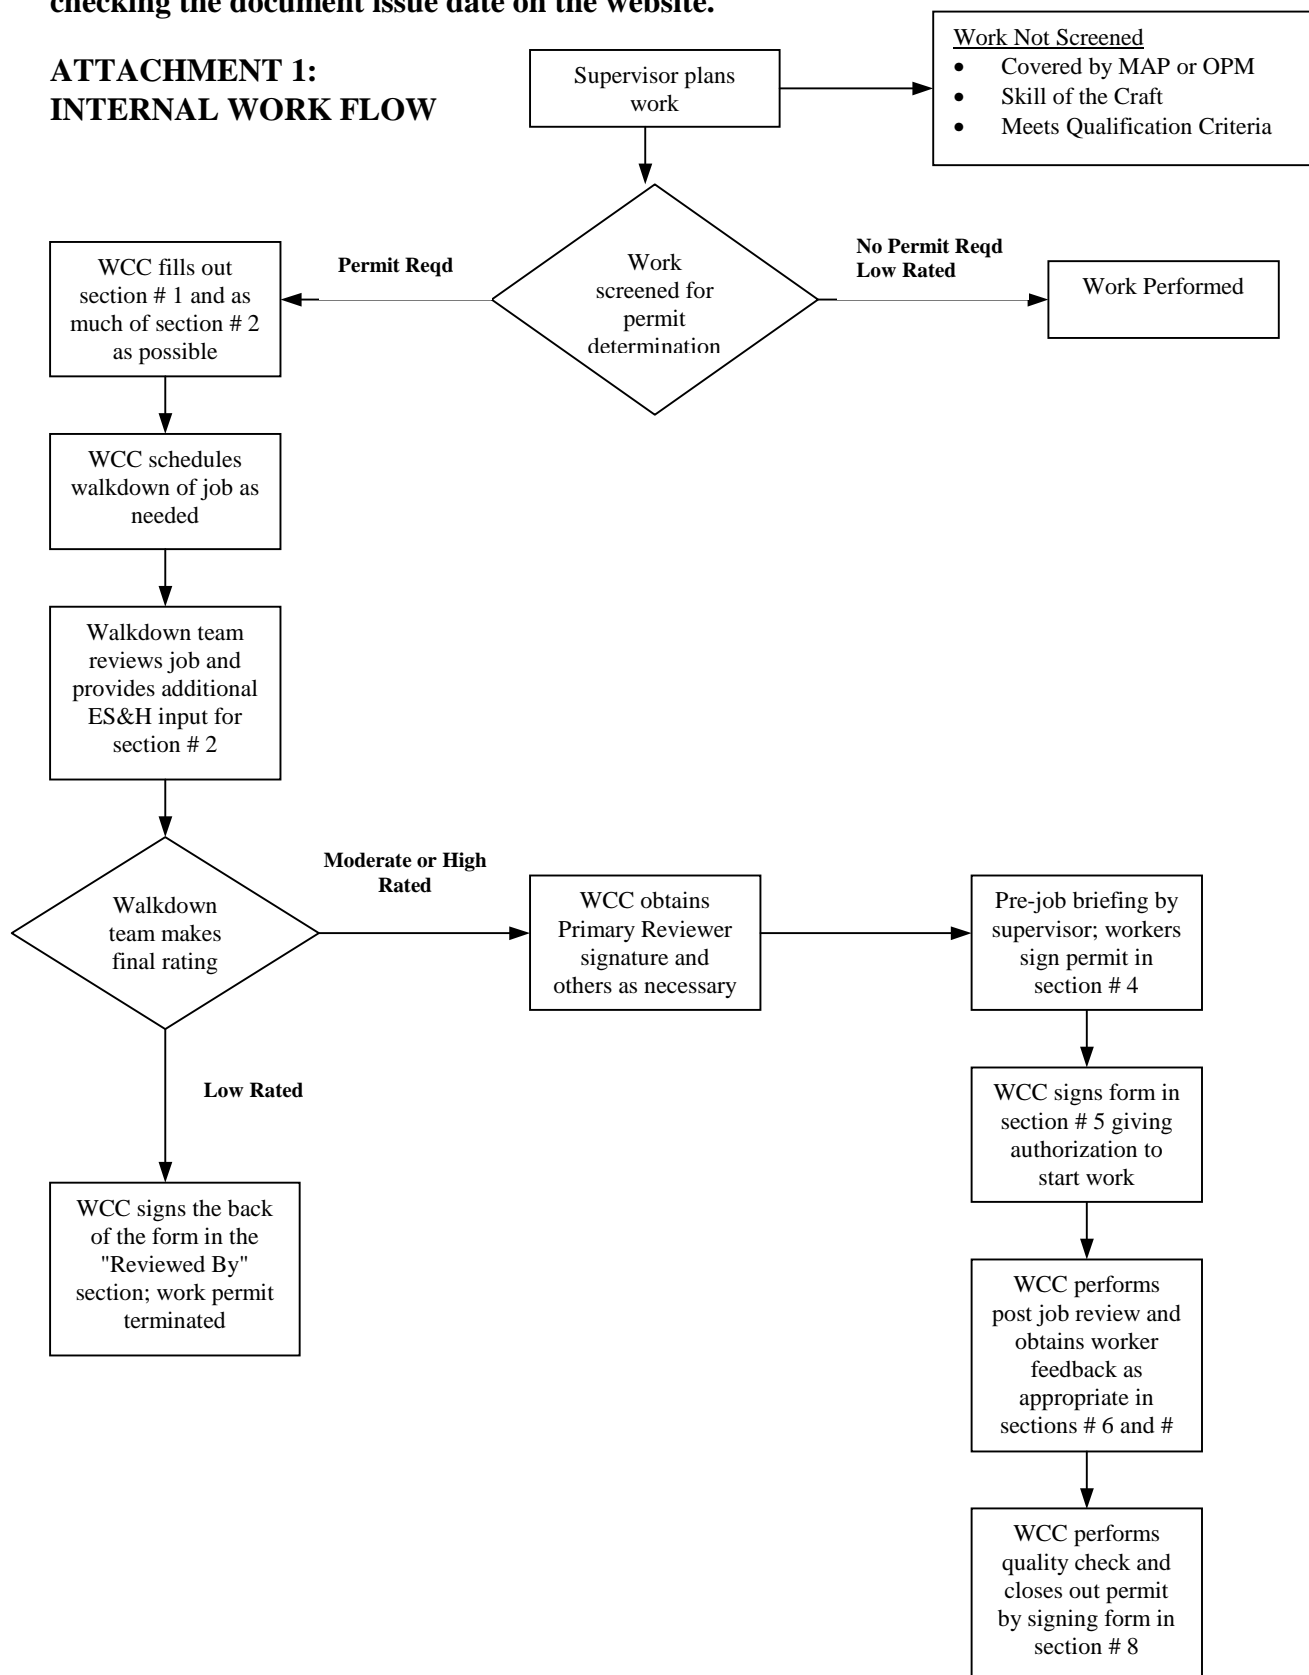 checking the document issue date on the website.
ATTACHMENT 1:
INTERNAL WORK FLOW
Supervisor plans
work
Work Not Screened
• Covered by MAP or OPM
• Skill of the Craft
• Meets Qualification Criteria
Work
screened for
permit
determination
Permit Reqd
No Permit Reqd
Low Rated
Work Performed
WCC fills out
section # 1 and as
much of section # 2
as possible
WCC schedules
walkdown of job as
needed
Walkdown team
reviews job and
provides additional
ES&H input for
section # 2
Walkdown
team makes
final rating
Moderate or High
Rated
Low Rated
WCC signs the back
of the form in the
"Reviewed By"
section; work permit
terminated
WCC obtains
Primary Reviewer
signature and
others as necessary
Pre-job briefing by
supervisor; workers
sign permit in
section # 4
WCC signs form in
section # 5 giving
authorization to
start work
WCC performs
post job review and
obtains worker
feedback as
appropriate in
sections # 6 and #
WCC performs
quality check and
closes out permit
by signing form in
section # 8